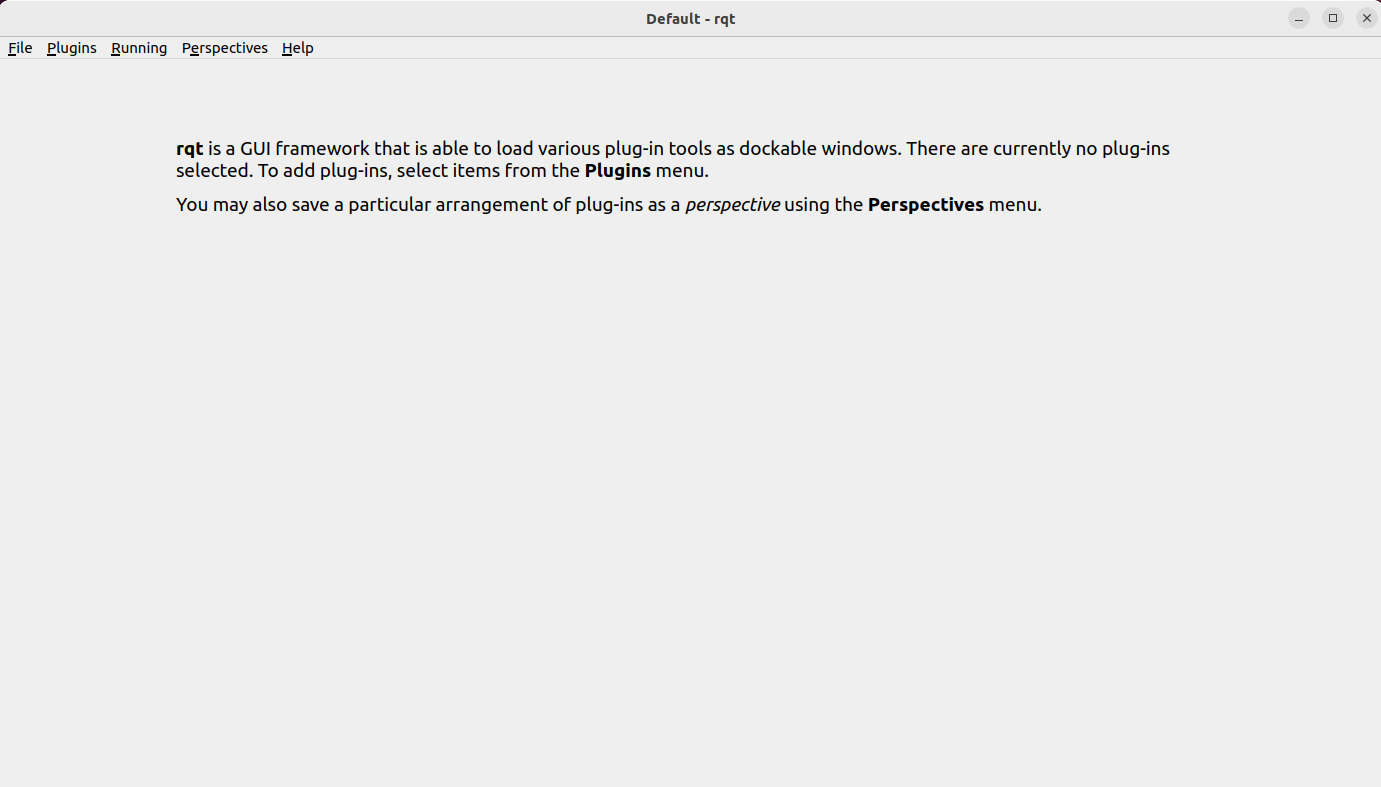 Default - rqt
File Plugins Running Perspectives Help
rqt is a GUI framework that is able to load various plug-in tools as dockable windows. There are currently no plug-ins
selected. To add plug-ins, select items from the Plugins menu.
You may also save a particular arrangement of plug-ins as a perspective using the Perspectives menu.